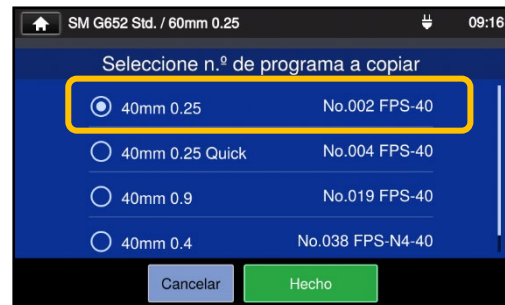 SM G652 Std. / 60mm 0.25 09:16
Seleccione n.º de programa a copiar
40mm 0.25 No.002 FPS-40
40mm 0.25 Quick No.004 FPS-40
40mm 0.9 No.019 FPS-40
40mm 0.4 No.038 FPS-N4-40
Cancelar Hecho